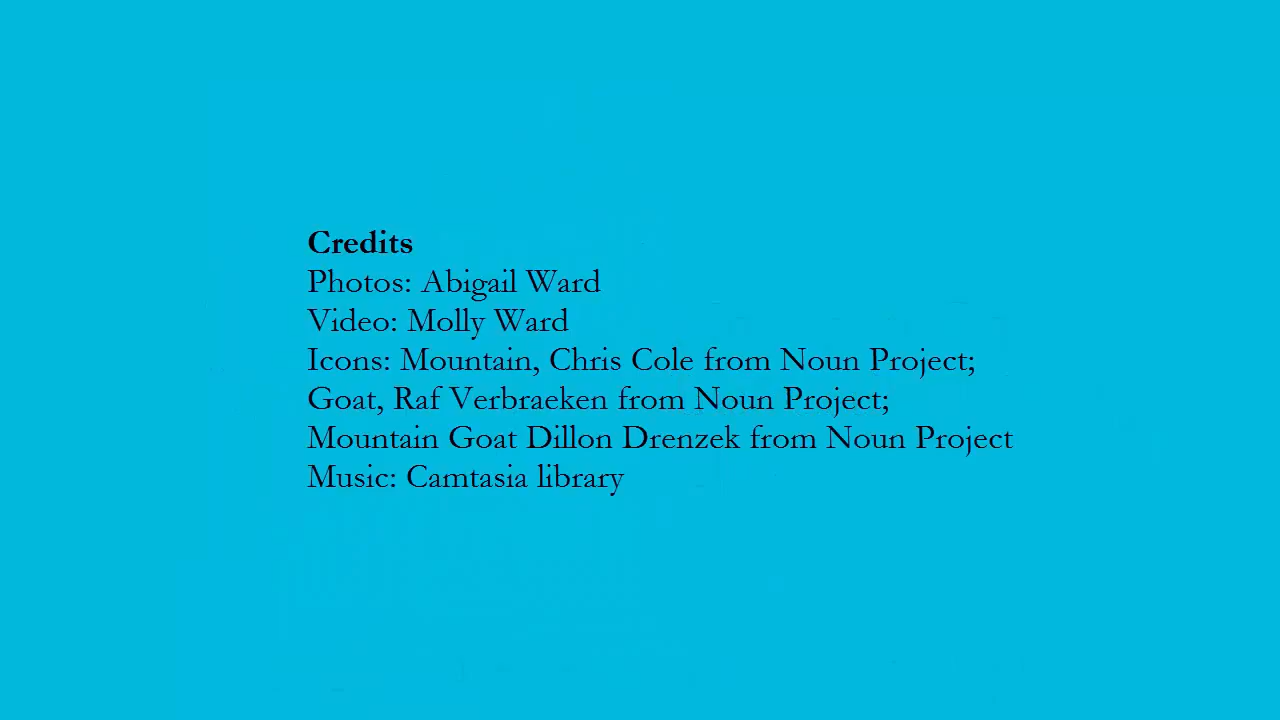 Credits
Photos: Abigail Ward
Video: Molly Ward
Icons: Mountain, Chris Cole from Noun Project;
Goat, Raf Verbraeken from Noun Project;
Mountain Goat Dillon Drenzek from Noun Project
Music: Camtasia library